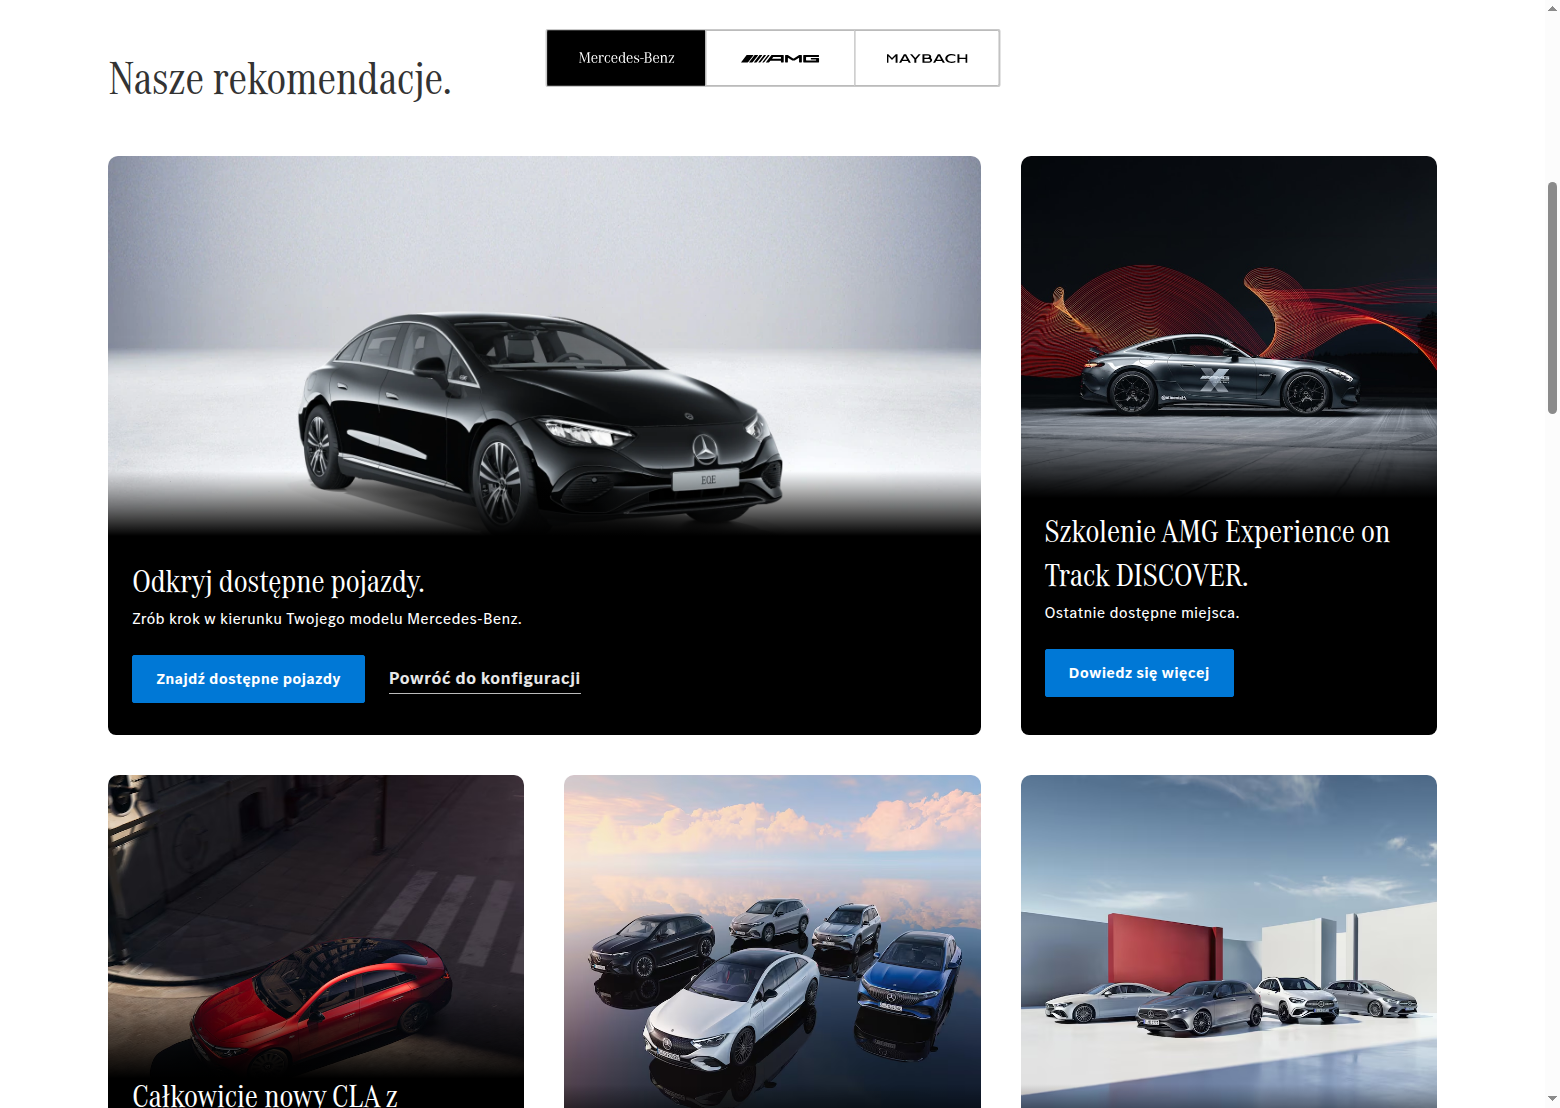 Nasze rekomendacje.
Mercedes-Benz
AMG
MAYBACH
EQE
Odkryj dostępne pojazdy.
Zrób krok w kierunku Twojego modelu Mercedes-Benz.
Znajdź dostępne pojazdy
Powróć do konfiguracji
Szkolenie AMG Experience on
Track DISCOVER.
Ostatnie dostępne miejsca.
Dowiedz się więcej
Całkowicie nowy CLA z